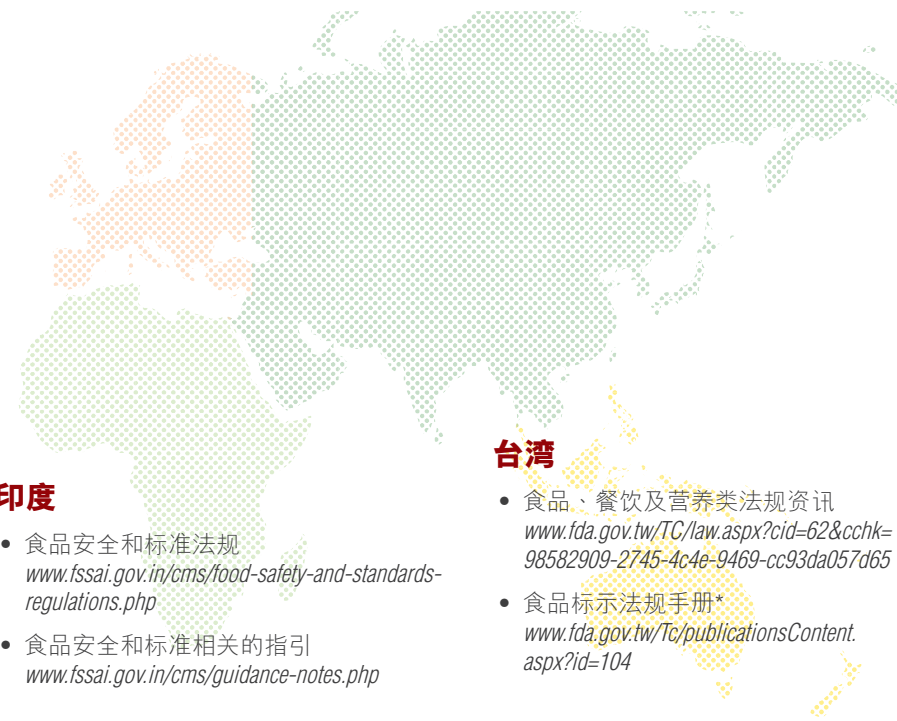 印度
• 食品安全和标准法规
www.fssai.gov.in/cms/food-safety-and-standards-
regulations.php
• 食品安全和标准相关的指引
www.fssai.gov.in/cms/guidance-notes.php
台湾
• 食品、餐饮及营养类法规资讯
www.fda.gov.tw/TC/law.aspx?cid=62&cchk=
98582909-2745-4c4e-9469-cc93da057d65
• 食品标示法规手册*
www.fda.gov.tw/Tc/publicationsContent.
aspx?id=104